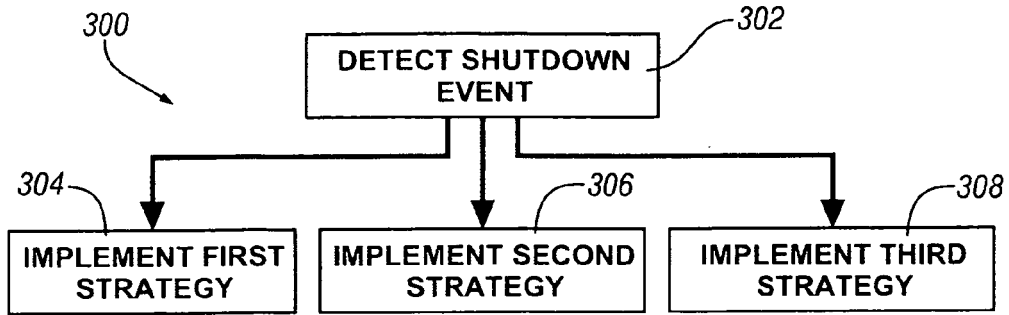 300
302
DETECT SHUTDOWN
EVENT
304
306
308
IMPLEMENT FIRST
STRATEGY
IMPLEMENT SECOND
STRATEGY
IMPLEMENT THIRD
STRATEGY